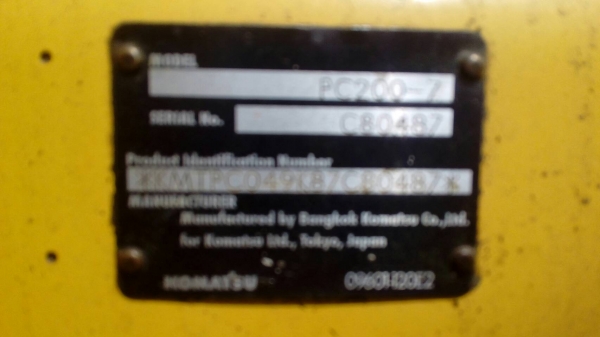 MODEL
PC200-7
SERIAL No.
C80487
Product Identification Number
MANUFACTURER
Manufactured by Bangkok Komatsu Co.,Ltd.
for Komatsu Ltd., Tokyo, Japan
KOMATSU